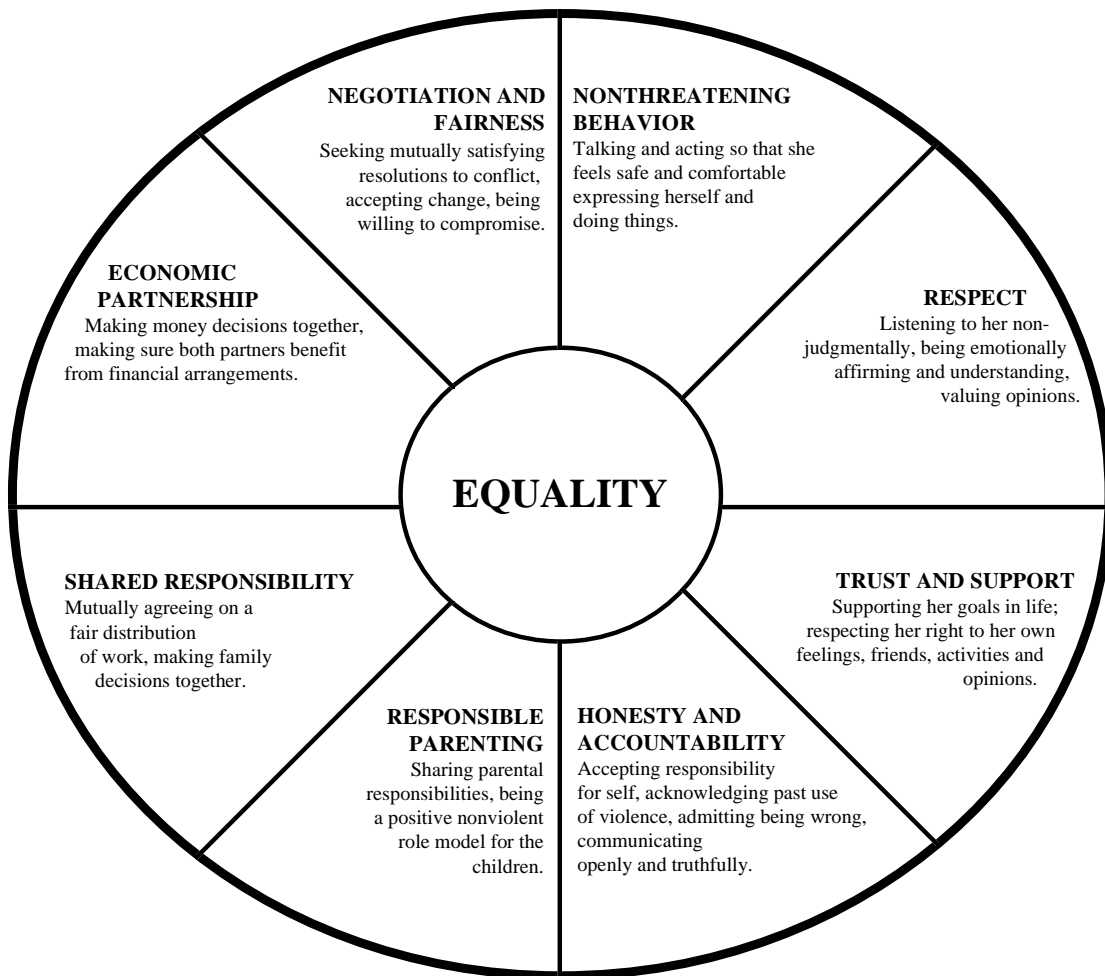 NEGOTIATION AND
FAIRNESS
Seeking mutually satisfying
resolutions to conflict,
accepting change, being
willing to compromise.
NONTHREATENING
BEHAVIOR
Talking and acting so that she
feels safe and comfortable
expressing herself and
doing things.
ECONOMIC
PARTNERSHIP
Making money decisions together,
making sure both partners benefit
from financial arrangements.
RESPECT
Listening to her non-
judgmentally, being emotionally
affirming and understanding,
valuing opinions.
EQUALITY
SHARED RESPONSIBILITY
Mutually agreeing on a
fair distribution
of work, making family
decisions together.
TRUST AND SUPPORT
Supporting her goals in life;
respecting her right to her own
feelings, friends, activities and
opinions.
RESPONSIBLE
PARENTING
Sharing parental
responsibilities, being
a positive nonviolent
role model for the
children.
HONESTY AND
ACCOUNTABILITY
Accepting responsibility
for self, acknowledging past use
of violence, admitting being wrong,
communicating
openly and truthfully.